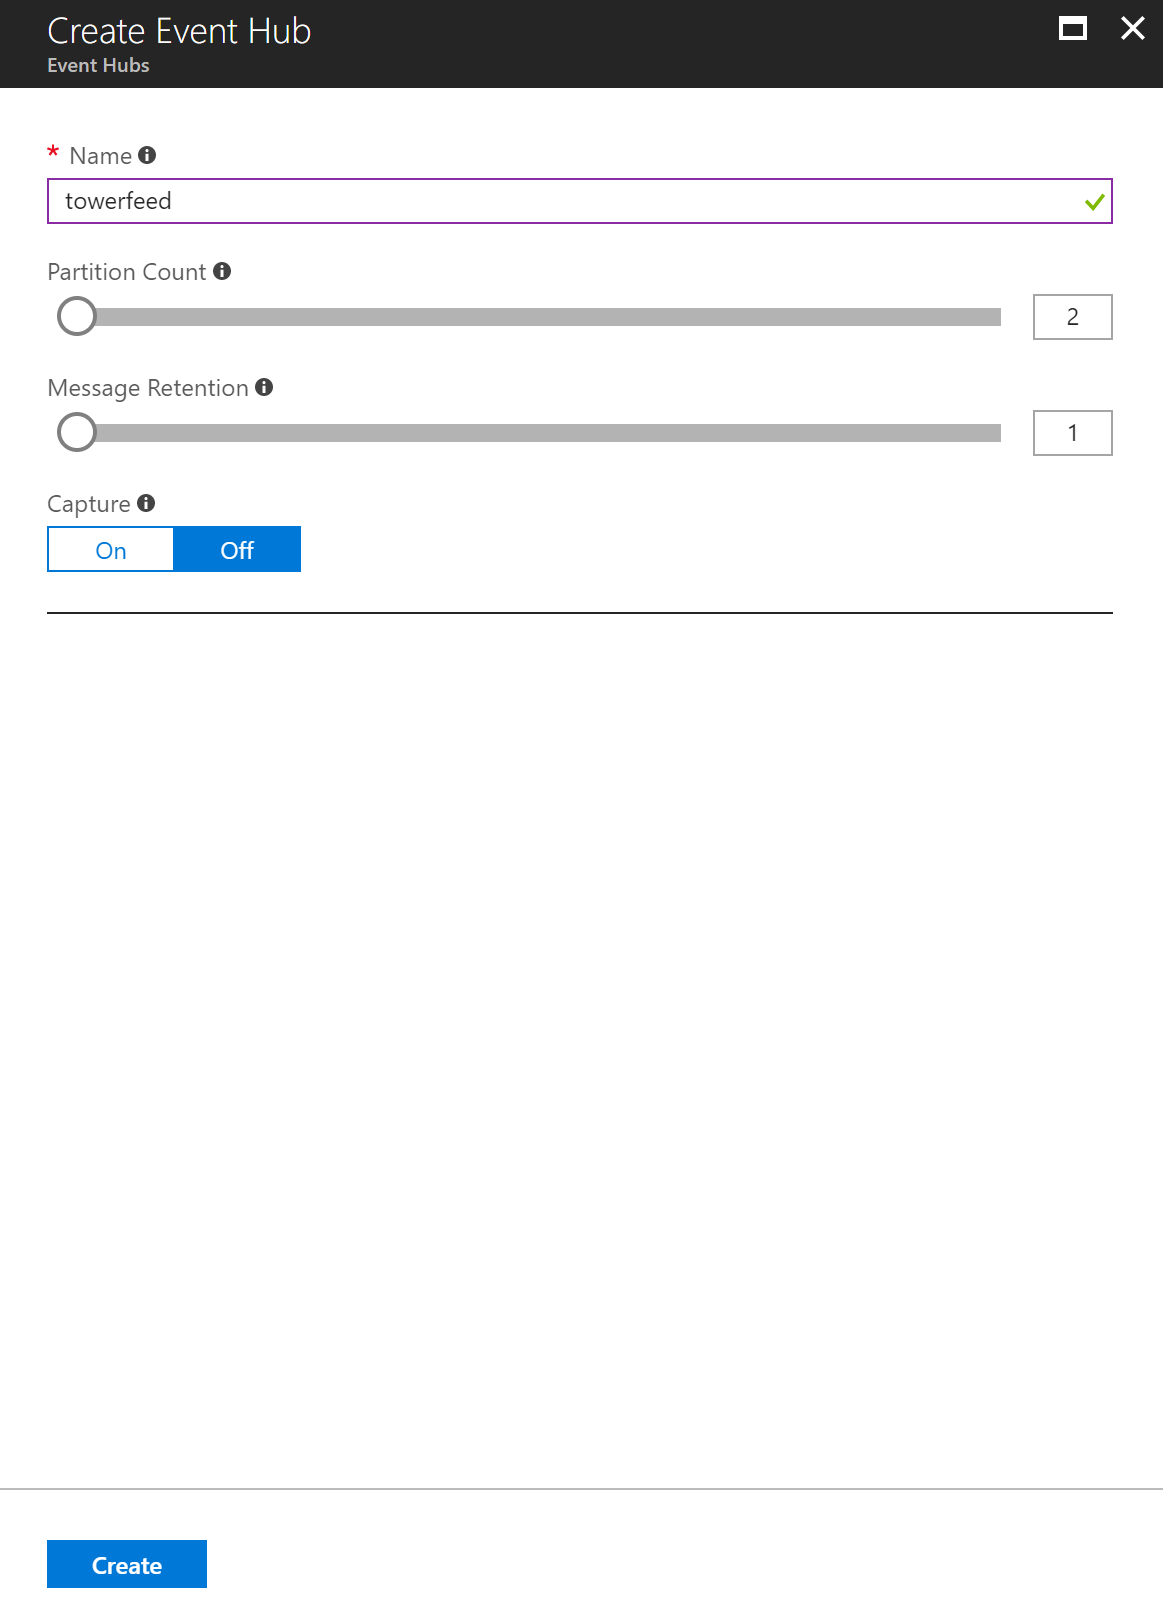 Create Event Hub
Event Hubs
* Name
towerfeed
Partition Count
2
Message Retention
1
Capture
On Off
Create